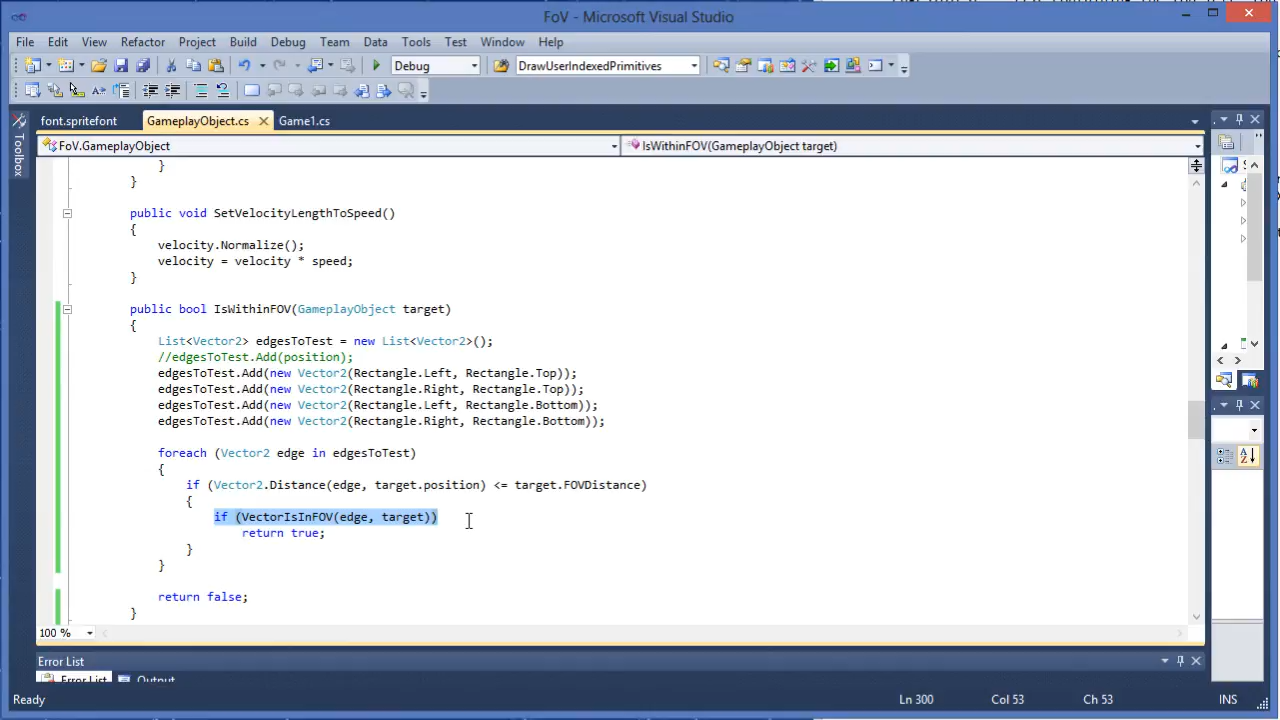 FoV - Microsoft Visual Studio
File Edit View Refactor Project Build Debug Team Data Tools Test Window Help
Debug DrawUserIndexedPrimitives
font.spritefont GameplayObject.cs Game1.cs
Toolbox
FoV.GameplayObject IsWithinFOV(GameplayObject target)
}
}
public void SetVelocityLengthToSpeed()
{
velocity.Normalize();
velocity = velocity * speed;
}
public bool IsWithinFOV(GameplayObject target)
{
List<Vector2> edgesToTest = new List<Vector2>();
//edgesToTest.Add(position);
edgesToTest.Add(new Vector2(Rectangle.Left, Rectangle.Top));
edgesToTest.Add(new Vector2(Rectangle.Right, Rectangle.Top));
edgesToTest.Add(new Vector2(Rectangle.Left, Rectangle.Bottom));
edgesToTest.Add(new Vector2(Rectangle.Right, Rectangle.Bottom));
foreach (Vector2 edge in edgesToTest)
{
if (Vector2.Distance(edge, target.position) <= target.FOVDistance)
{
if (VectorIsInFOV(edge, target))
return true;
}
}
return false;
}
100 %
Error List
Error List Output
Ready Ln 300 Col 53 Ch 53 INS